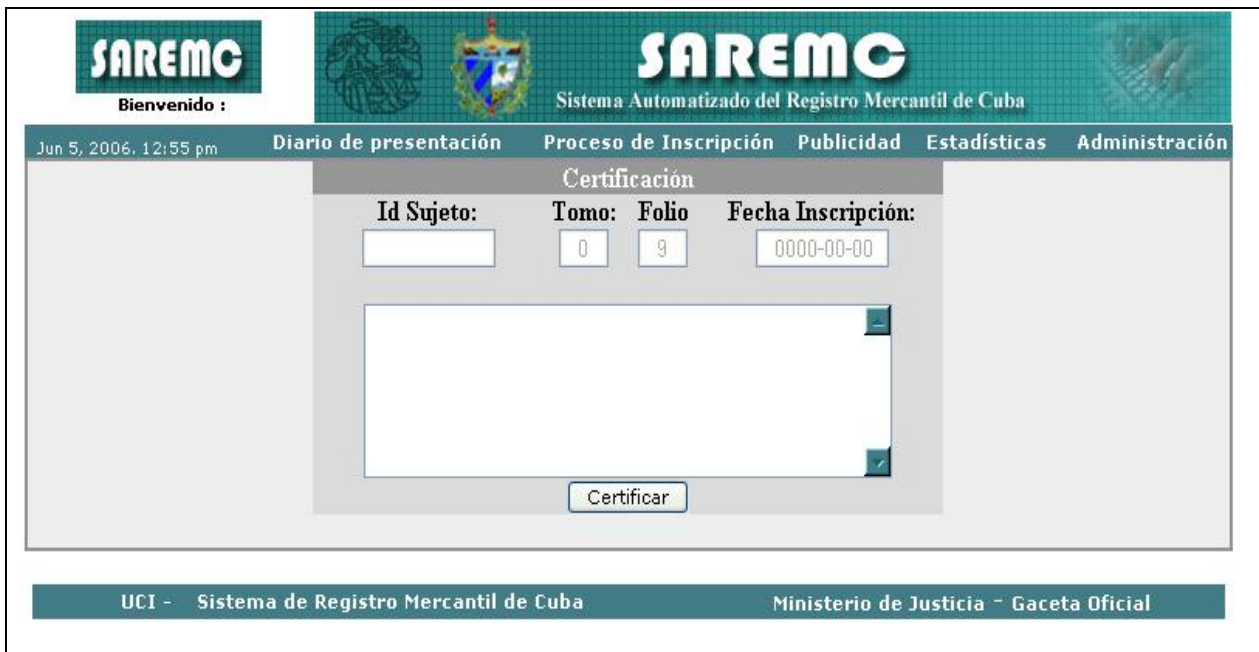 SAREMC
Bienvenido :
SAREMC
Sistema Automatizado del Registro Mercantil de Cuba
Jun 5, 2006. 12:55 pm Diario de presentación Proceso de Inscripción Publicidad Estadísticas Administración
Certificación
Id Sujeto: Tomo: Folio Fecha Inscripción:
0 9 0000-00-00
Certificar
UCI - Sistema de Registro Mercantil de Cuba Ministerio de Justicia - Gaceta Oficial